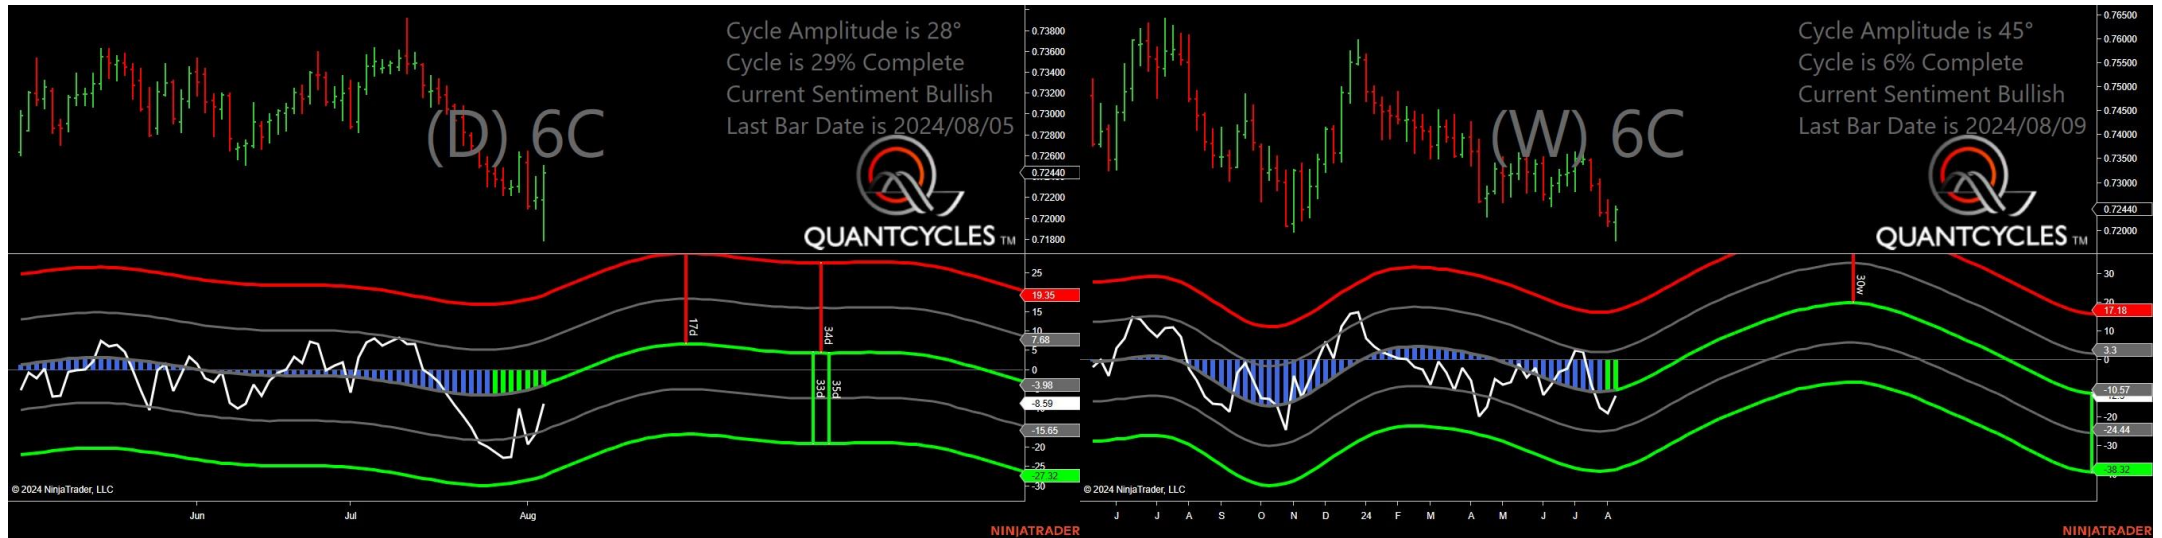 Cycle Amplitude is 28°
Cycle is 29% Complete
Current Sentiment Bullish
Last Bar Date is 2024/08/05
(D) 6C
QUANTCYCLES TM
0.73800
0.73600
0.73400
0.73200
0.73000
0.72800
0.72600
0.72440
0.72200
0.72000
0.71800
25
19.35
15
10
7.68
5
0
-3.98
-8.59
-15.65
-20
-25
-27.32
-30
17d
34d
33d
35d
© 2024 NinjaTrader, LLC
Jun
Jul
Aug
NINJATRADER
Cycle Amplitude is 45°
Cycle is 6% Complete
Current Sentiment Bullish
Last Bar Date is 2024/08/09
(W) 6C
QUANTCYCLES TM
0.76500
0.76000
0.75500
0.75000
0.74500
0.74000
0.73500
0.73000
0.72440
0.72000
30
20
17.18
10
3.3
0
-10.57
-20
-24.44
-30
-38.32
30w
© 2024 NinjaTrader, LLC
J
J
A
S
O
N
D
24
F
M
A
M
J
J
A
NINJATRADER